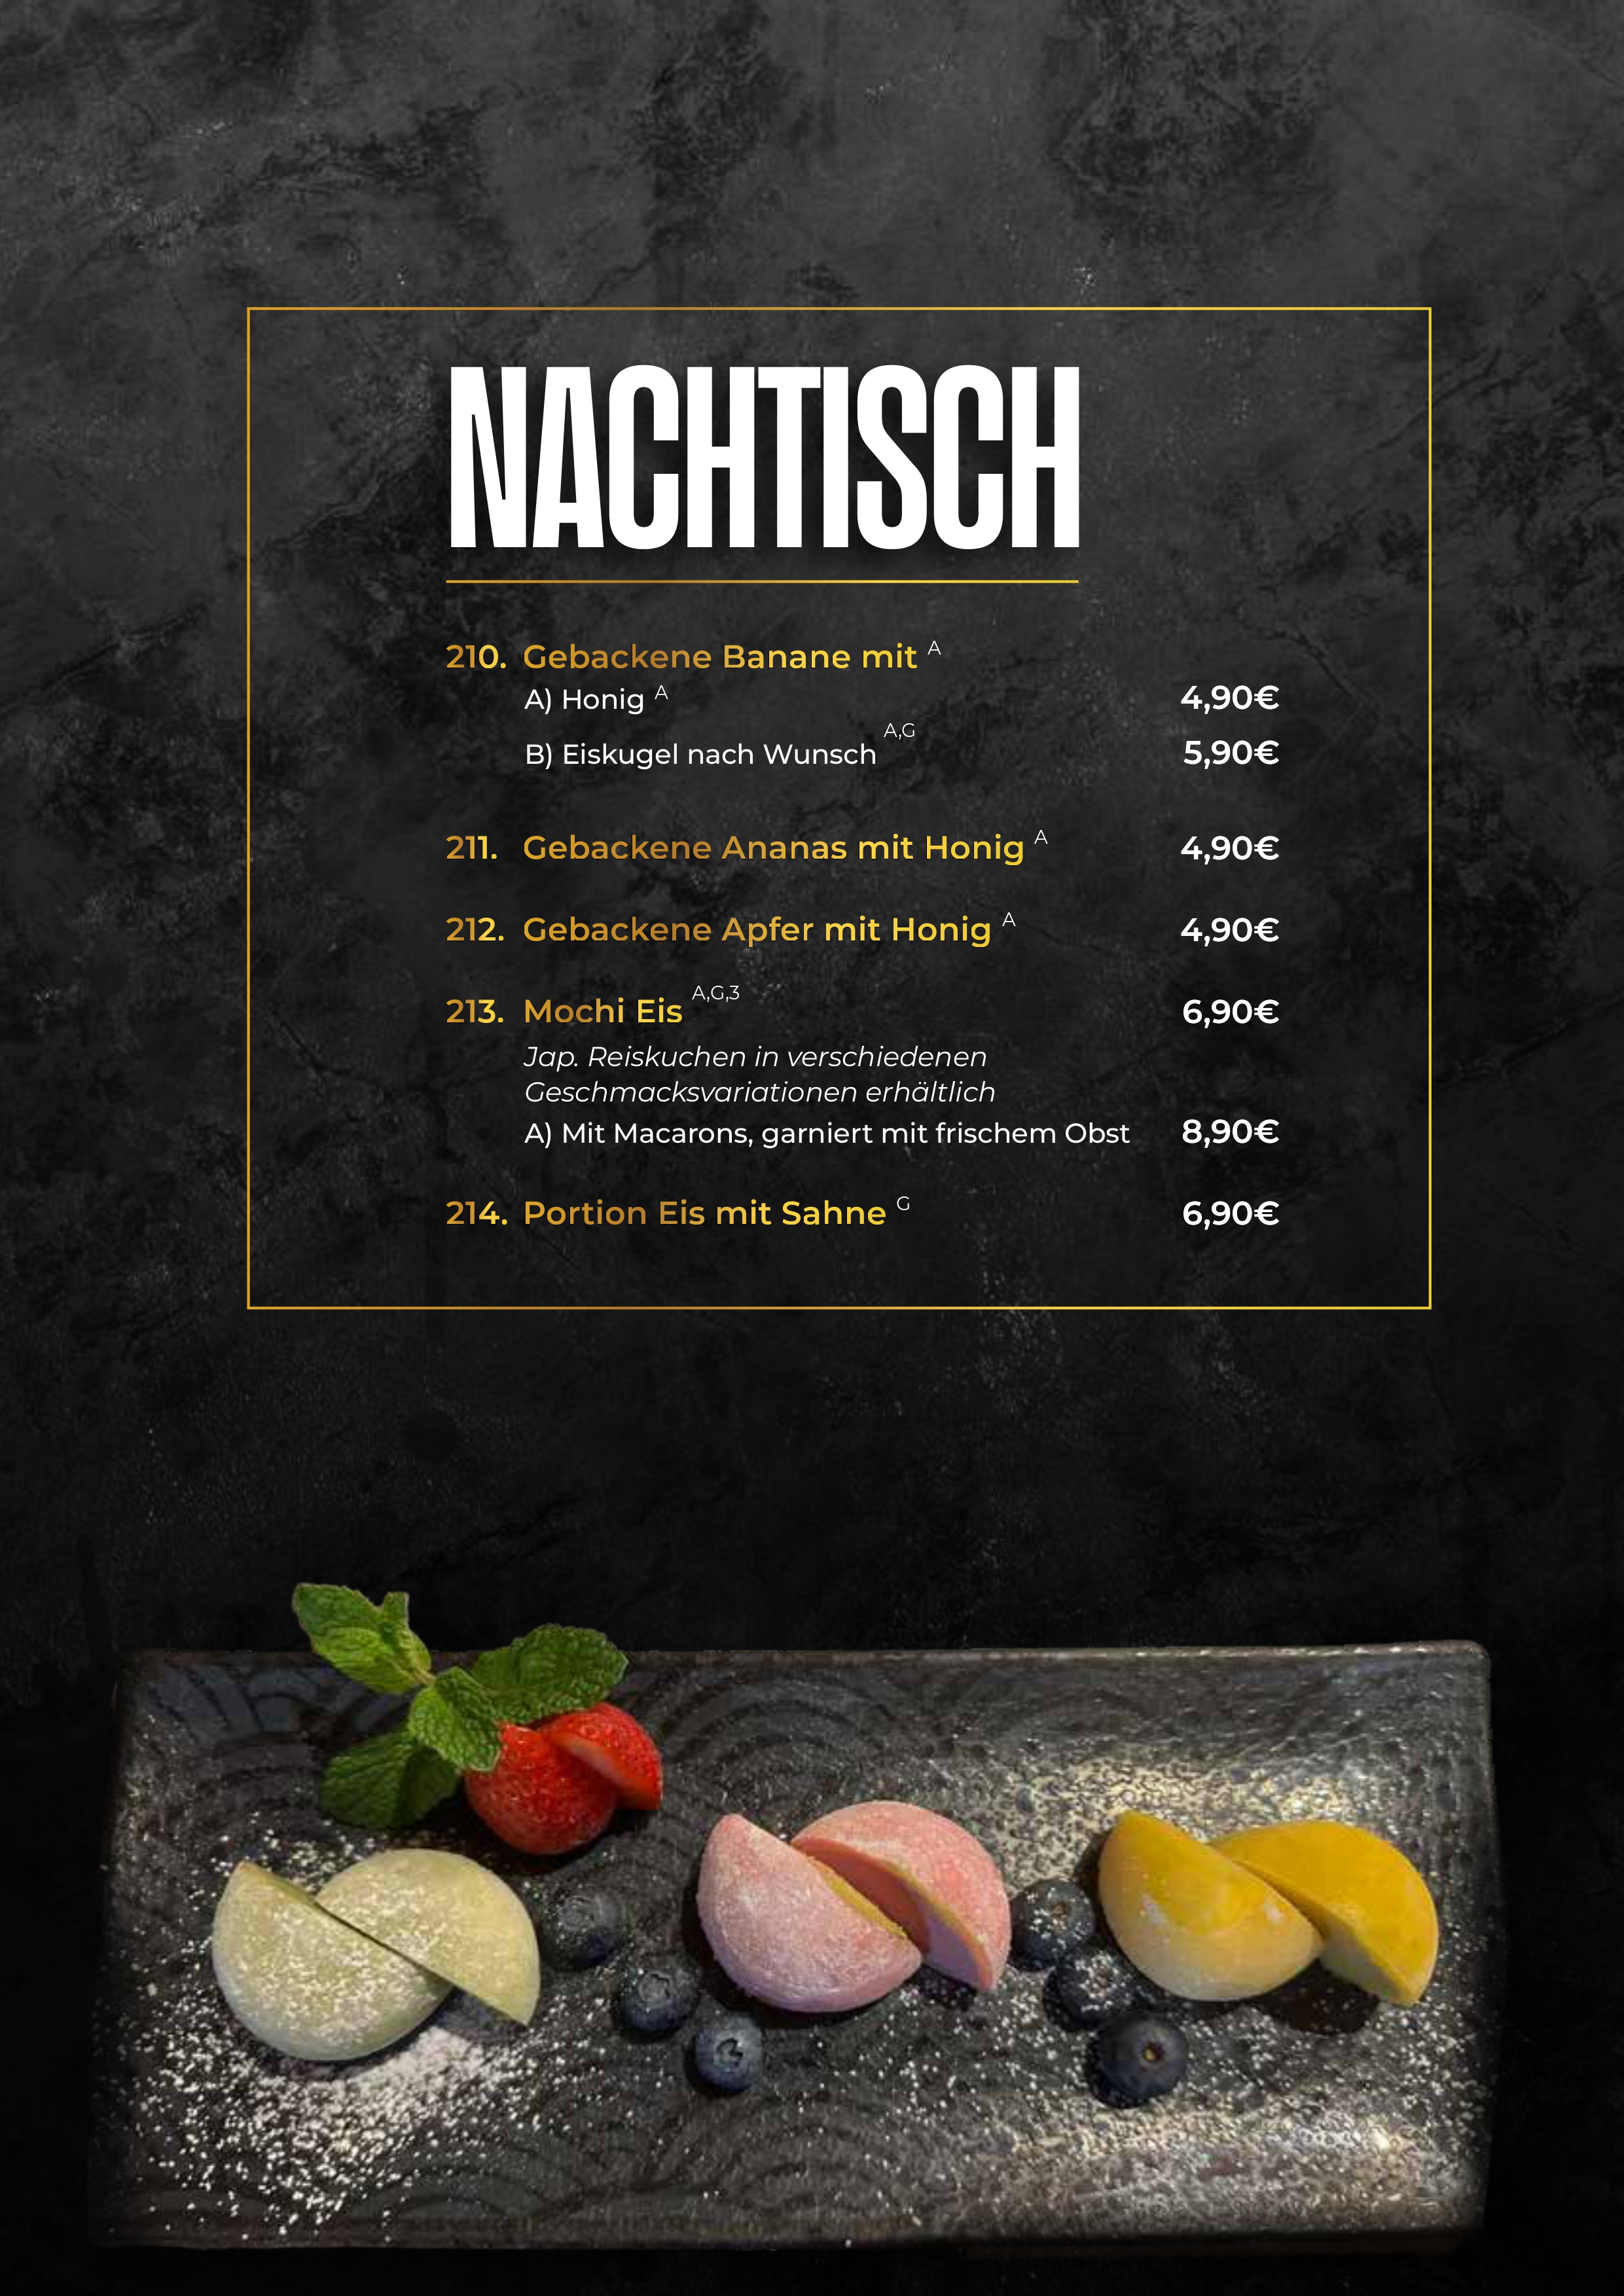 NACHTISCH
210. Gebackene Banane mit A
A) Honig A 4,90€
B) Eiskugel nach Wunsch A,G 5,90€
211. Gebackene Ananas mit Honig A 4,90€
212. Gebackene Apfer mit Honig A 4,90€
213. Mochi Eis A,G,3 6,90€
Jap. Reiskuchen in verschiedenen
Geschmacksvariationen erhältlich
A) Mit Macarons, garniert mit frischem Obst 8,90€
214. Portion Eis mit Sahne G 6,90€